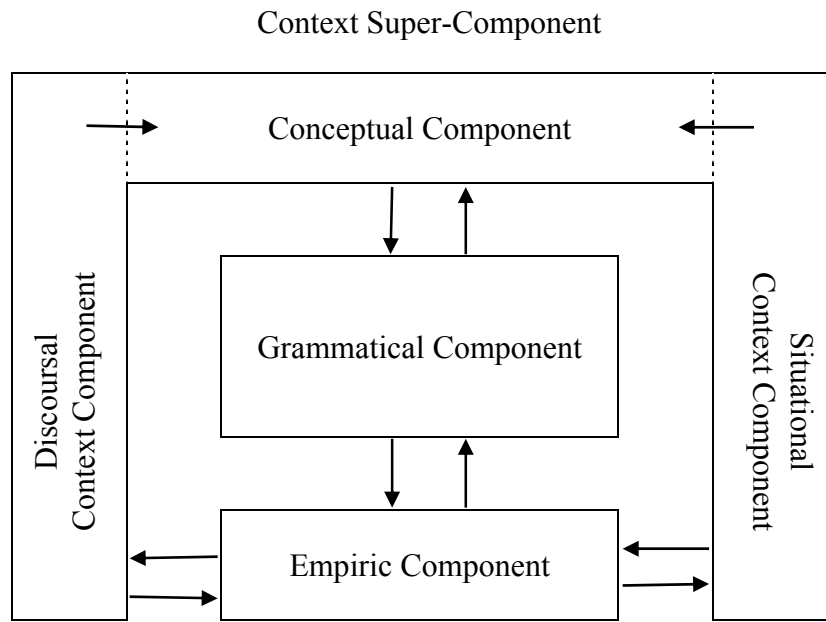 Context Super-Component
Conceptual Component
Discoursal
Context Component
Grammatical Component
Situational
Context Component
Empiric Component